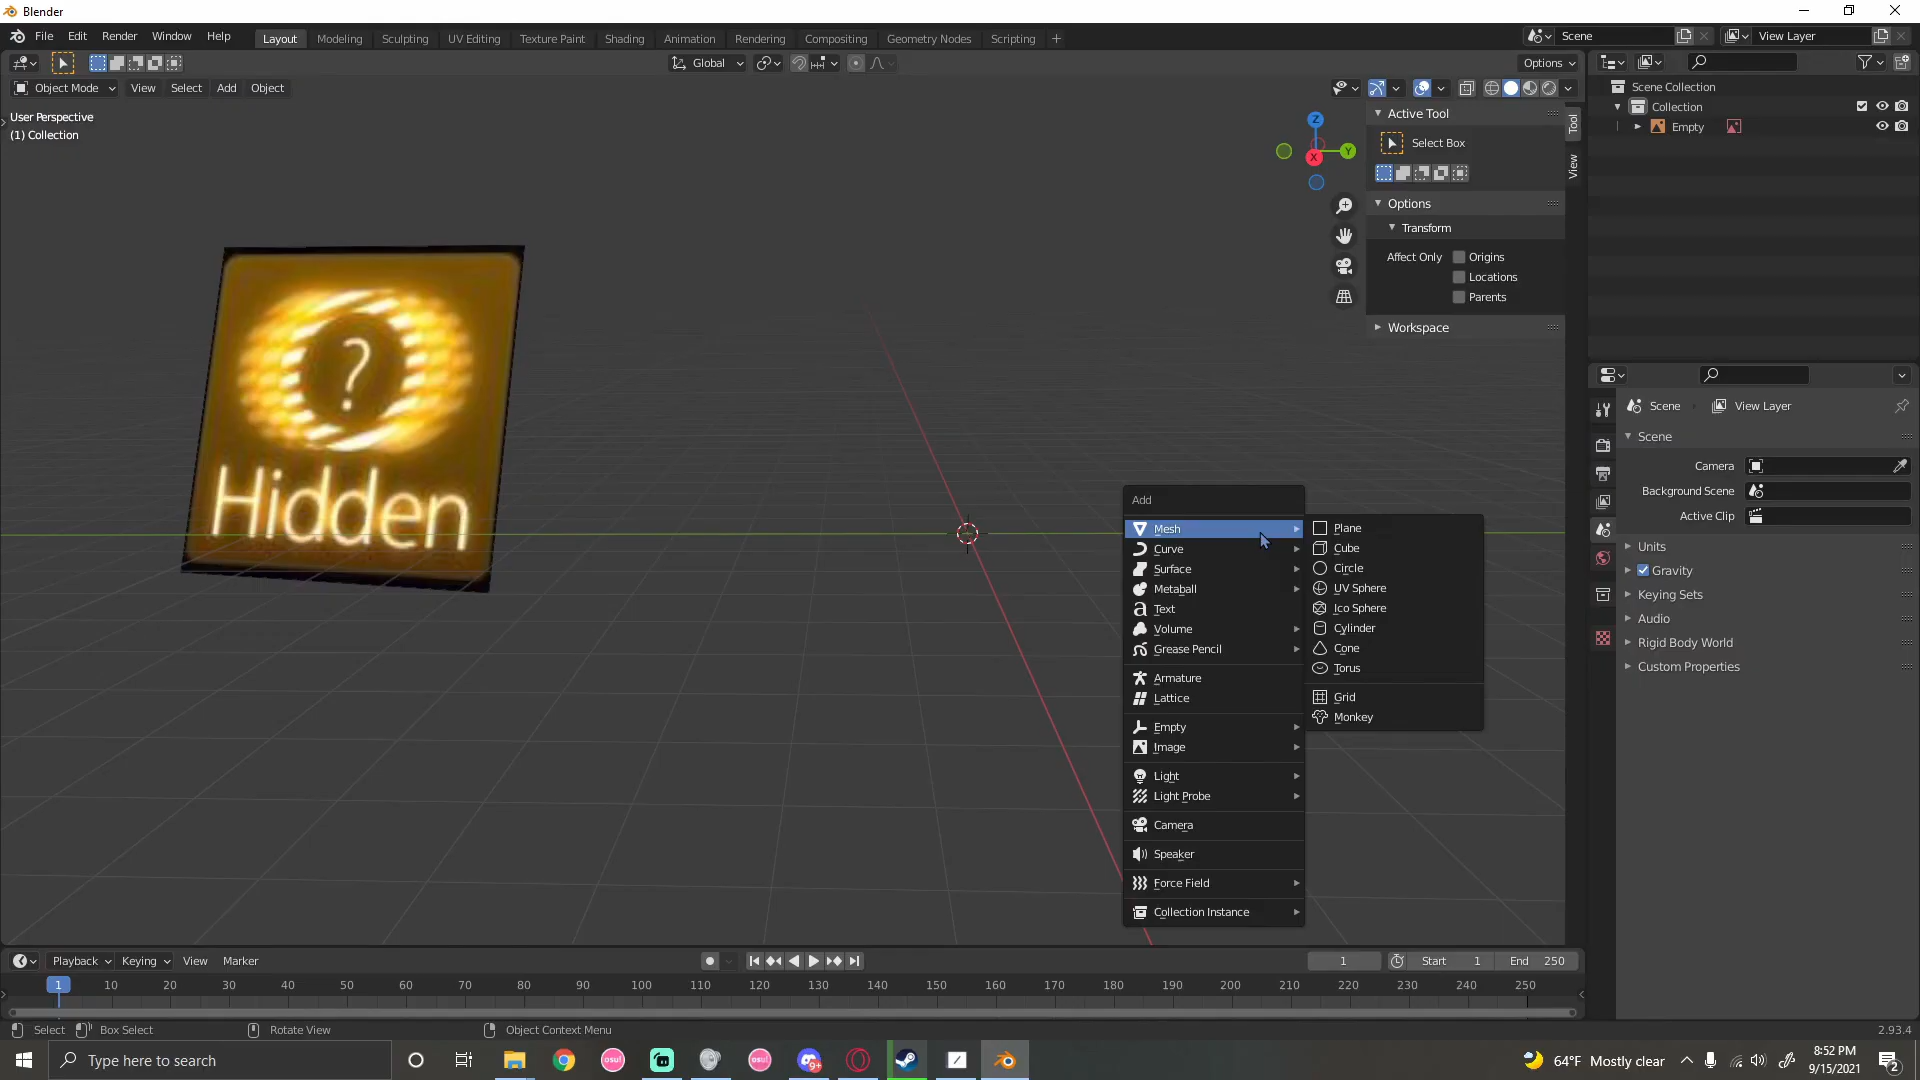 Blender
File Edit Render Window Help Layout Modeling Sculpting UV Editing Texture Paint Shading Animation Rendering Compositing Geometry Nodes Scripting + Scene View Layer
Global Options
Object Mode View Select Add Object
User Perspective
(1) Collection
Z
Y
X
Active Tool
Select Box
Options
Transform
Affect Only Origins
Locations
Parents
Workspace
Tool
View
Scene Collection
Collection
Empty
?
Hidden
Add
Mesh
Curve
Surface
Metaball
Text
Volume
Grease Pencil
Armature
Lattice
Empty
Image
Light
Light Probe
Camera
Speaker
Force Field
Collection Instance
Plane
Cube
Circle
UV Sphere
Ico Sphere
Cylinder
Cone
Torus
Grid
Monkey
Scene View Layer
Scene
Camera
Background Scene
Active Clip
Units
Gravity
Keying Sets
Audio
Rigid Body World
Custom Properties
Playback Keying View Marker 1 Start 1 End 250
1 10 20 30 40 50 60 70 80 90 100 110 120 130 140 150 160 170 180 190 200 210 220 230 240 250
Select Box Select Rotate View Object Context Menu 2.93.4
Type here to search osu! osu! 9+ 64°F Mostly clear 8:52 PM
9/15/2021 2